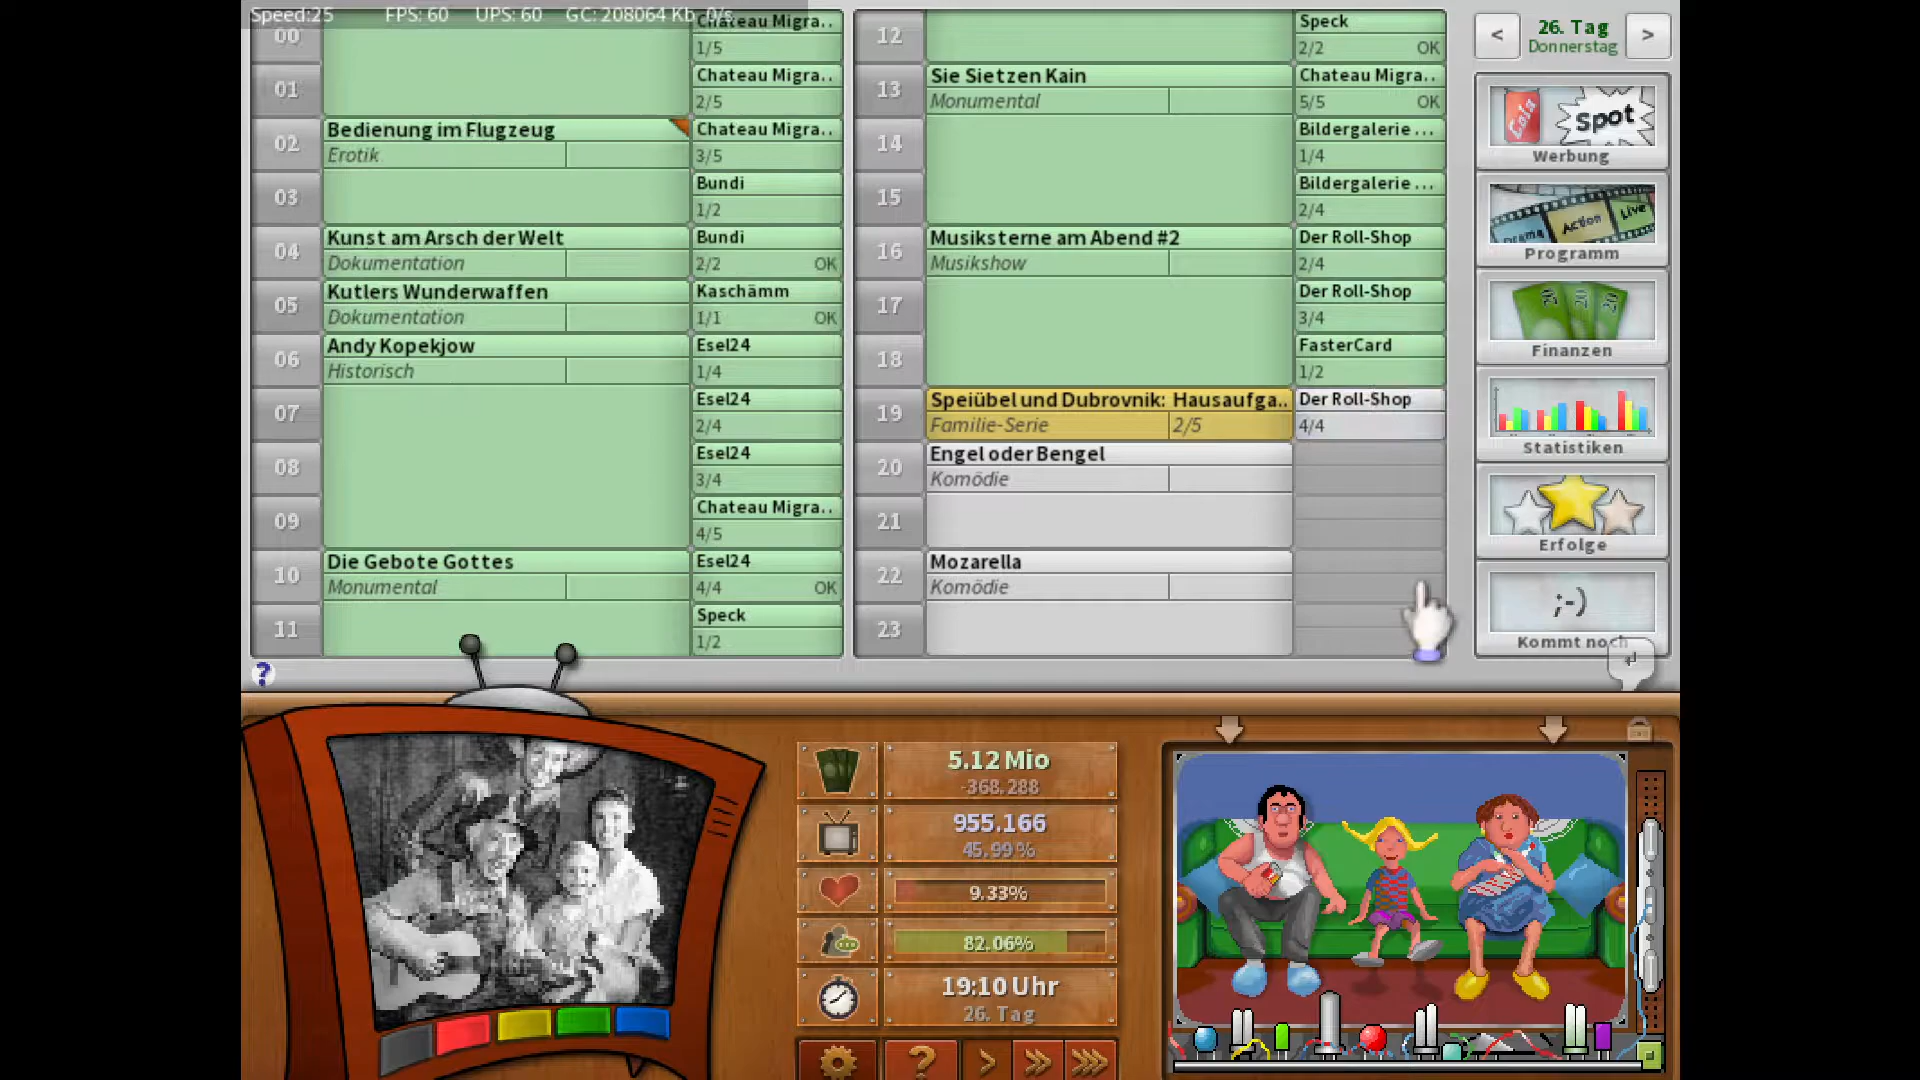 Speed:25 FPS: 60 UPS: 60 GC: 208064 Kb 0/s
00
Chateau Migra..
1/5
01
Chateau Migra..
2/5
02
Bedienung im Flugzeug
Erotik
Chateau Migra..
3/5
03
Bundi
1/2
04
Kunst am Arsch der Welt
Dokumentation
Bundi
2/2 OK
05
Kutlers Wunderwaffen
Dokumentation
Kaschämm
1/1 OK
06
Andy Kopekjow
Historisch
Esel24
1/4
07
Esel24
2/4
08
Esel24
3/4
09
Chateau Migra..
4/5
10
Die Gebote Gottes
Monumental
Esel24
4/4 OK
11
Speck
1/2
12
Speck
2/2 OK
13
Sie Sietzen Kain
Monumental
Chateau Migra..
5/5 OK
14
Bildergalerie ...
1/4
15
Bildergalerie ...
2/4
16
Musiksterne am Abend #2
Musikshow
Der Roll-Shop
2/4
17
Der Roll-Shop
3/4
18
FasterCard
1/2
19
Speiübel und Dubrovnik: Hausaufga..
Familie-Serie 2/5
Der Roll-Shop
4/4
20
Engel oder Bengel
Komödie
21
22
Mozarella
Komödie
23
< 26. Tag >
Donnerstag
Cola Spot
Werbung
Drama Action Live
Programm
20 20 20
Finanzen
Statistiken
Erfolge
;-)
Kommt noch
?
5.12 Mio
-368.288
955.166
45.99 %
9.33%
82.06%
19:10 Uhr
26. Tag
?